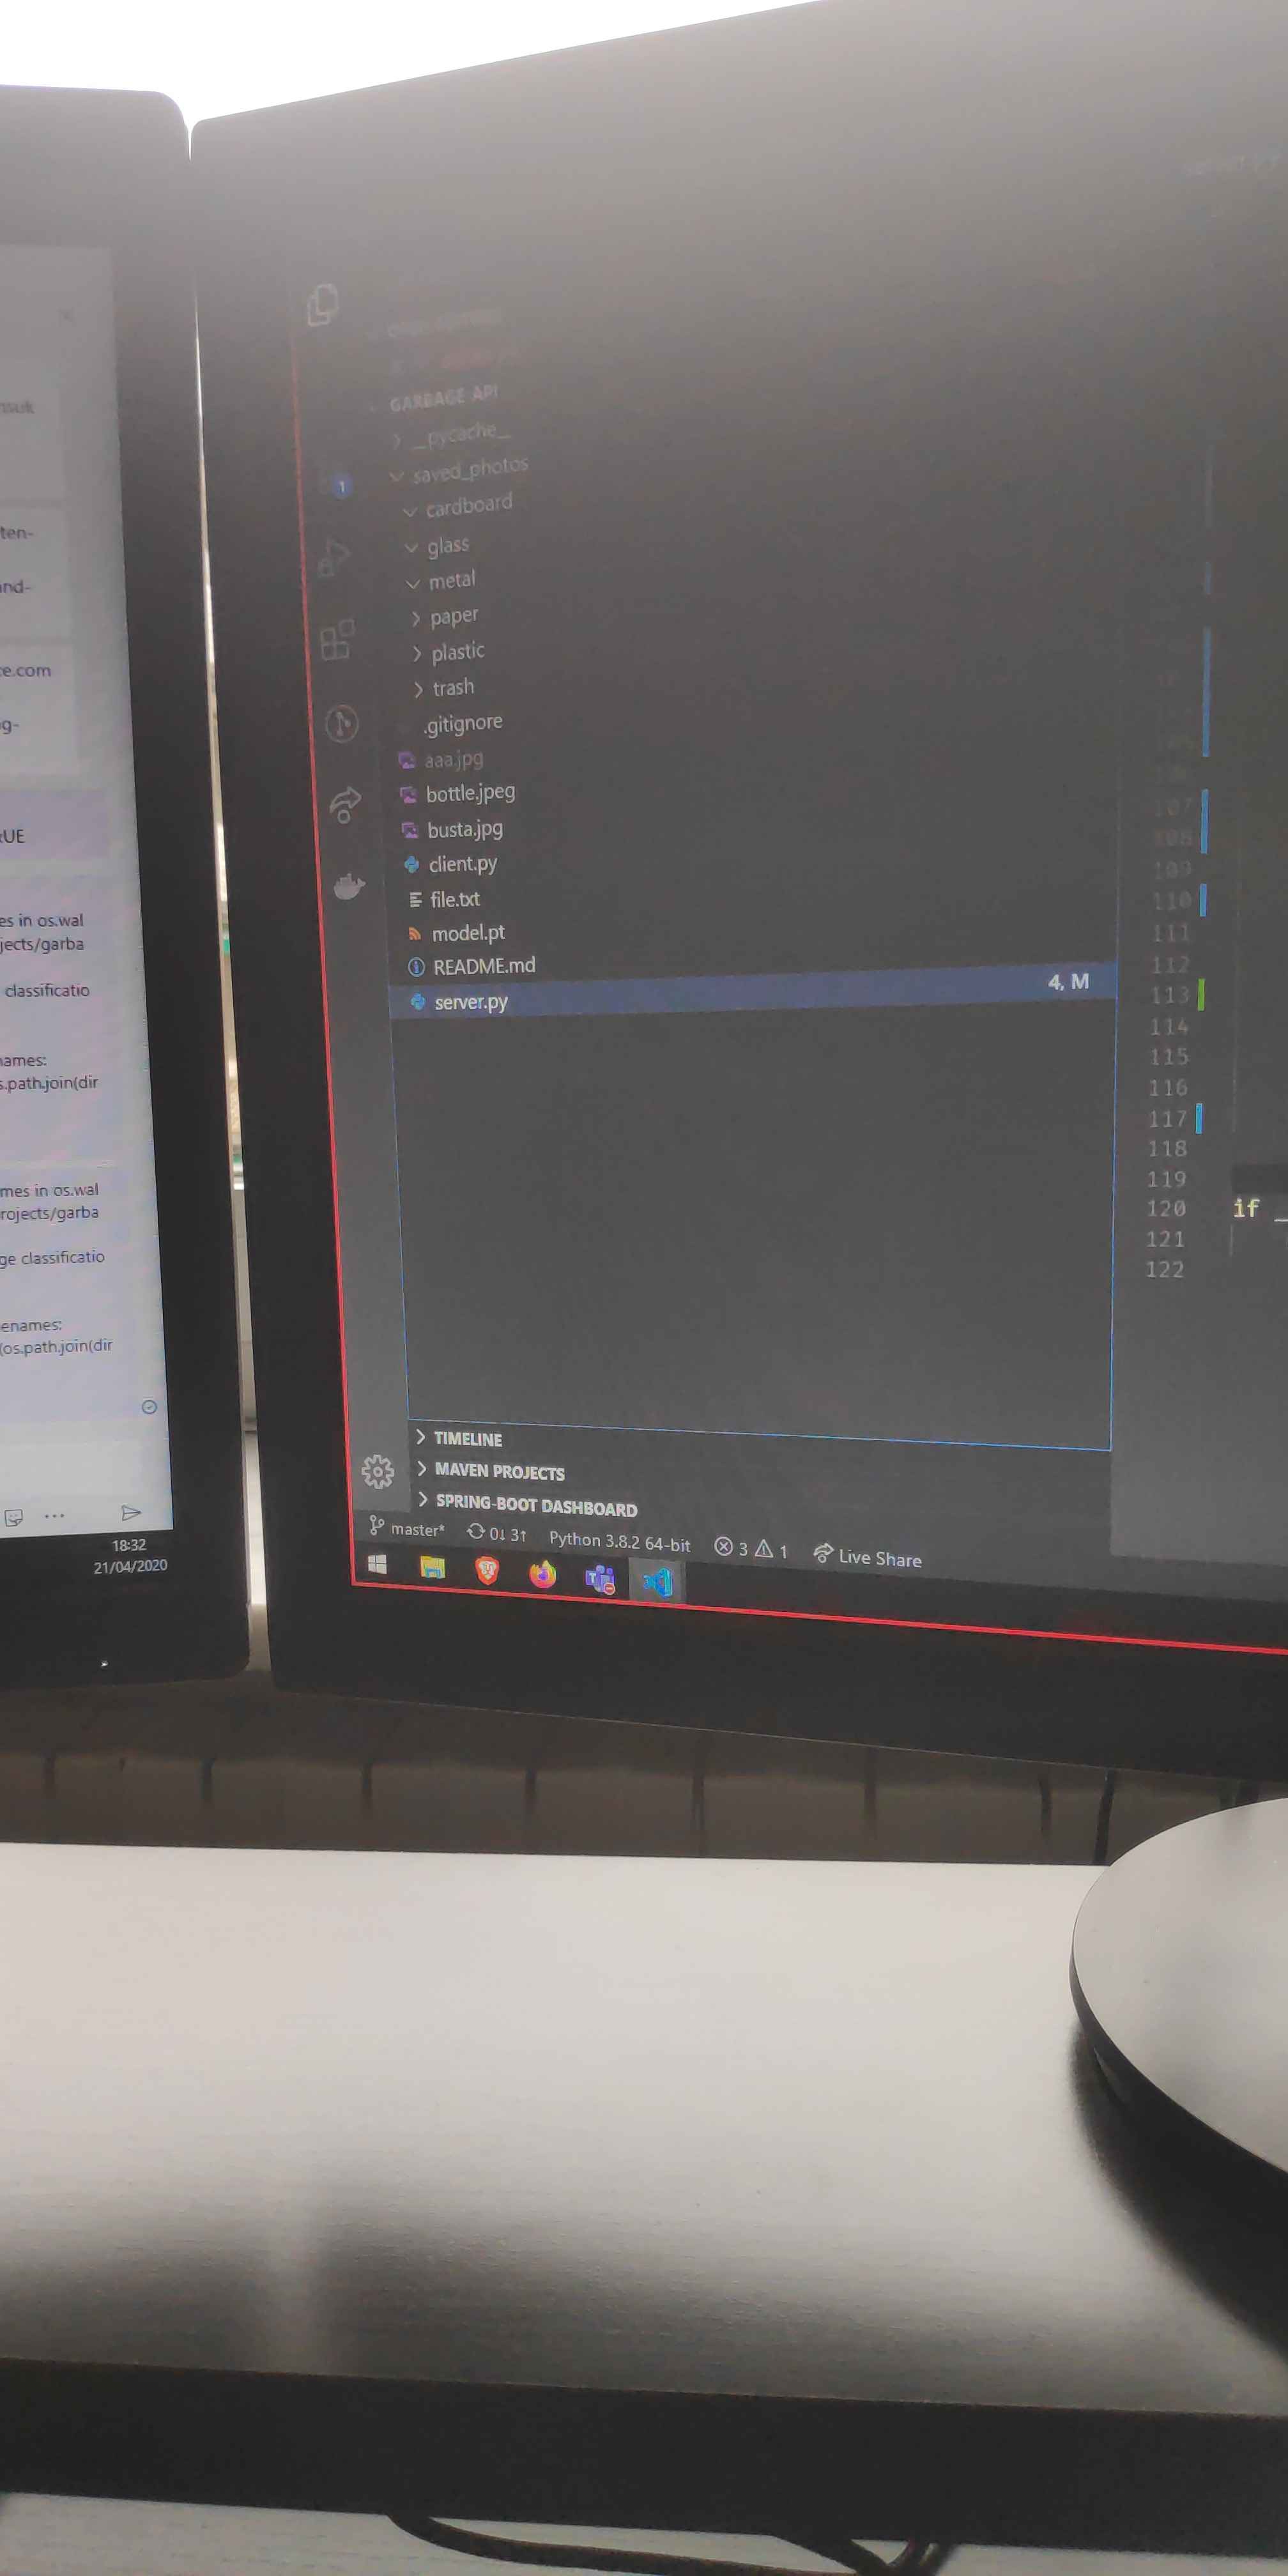 ten-
nd-
e.com
g-
UE
es in os.wal
jects/garba
classificatio
ames:
s.path.join(dir
mes in os.wal
rojects/garba
ge classificatio
enames:
(os.path.join(dir
18:32
21/04/2020
GARBAGE API
__pycache__
saved_photos
cardboard
glass
metal
paper
plastic
trash
.gitignore
aaa.jpg
bottle.jpeg
busta.jpg
client.py
file.txt
model.pt
README.md
server.py 4, M
1
TIMELINE
MAVEN PROJECTS
SPRING-BOOT DASHBOARD
master* 0↓ 3↑ Python 3.8.2 64-bit 3 1 Live Share
107
108
109
110
111
112
113
114
115
116
117
118
119
120 if _
121
122